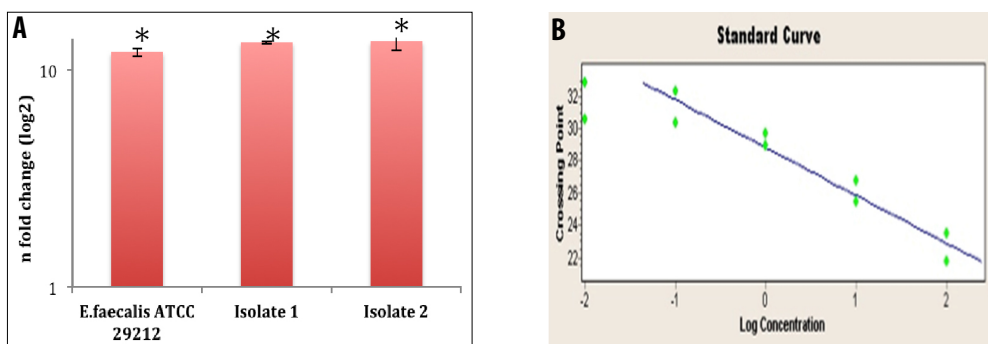 A
n fold change (log2)
10
1
*
*
*
E.faecalis ATCC
29212
Isolate 1
Isolate 2
B
Standard Curve
Crossing Point
32
30
28
26
24
22
-2
-1
0
1
2
Log Concentration